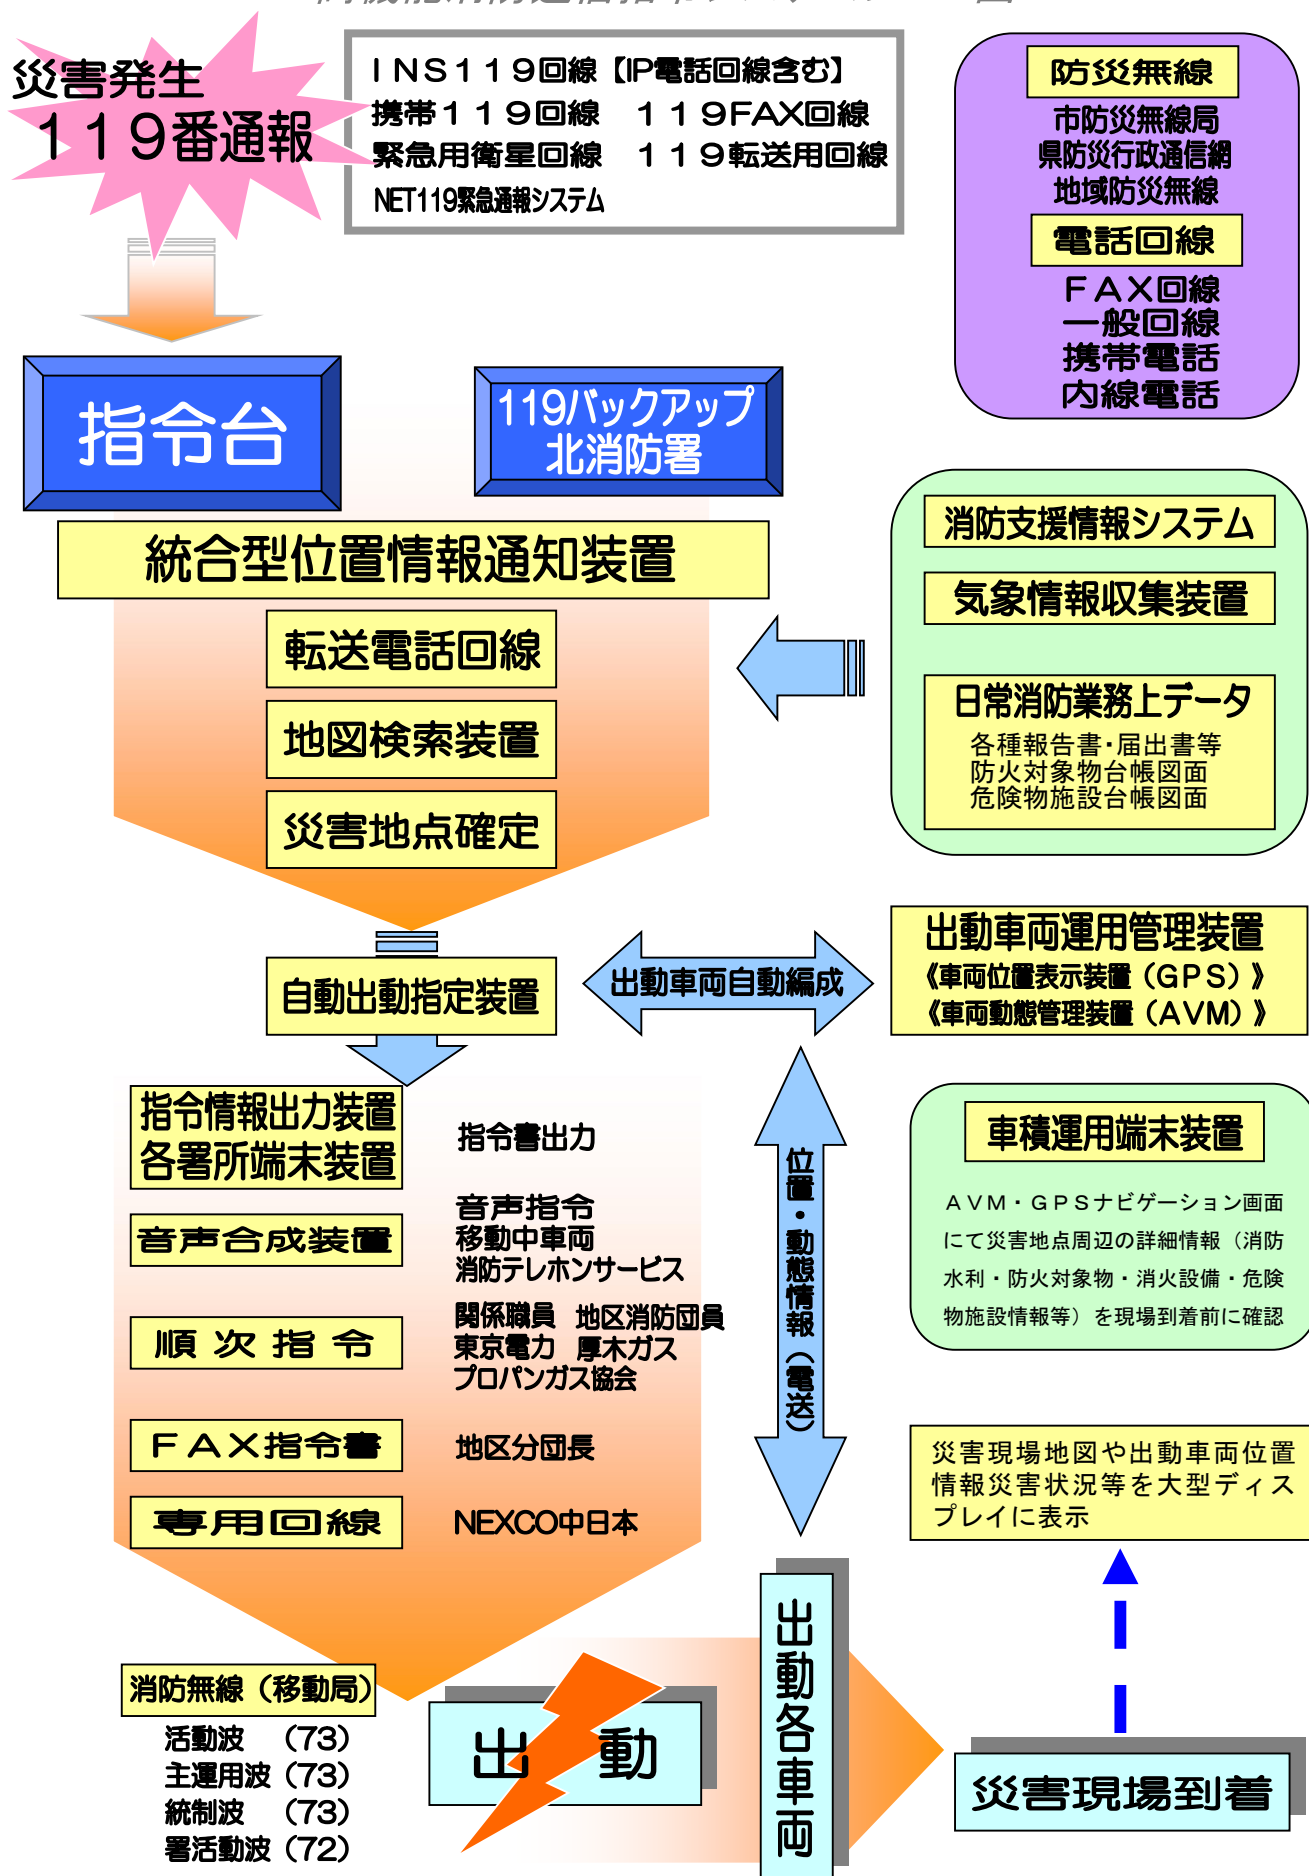 災害発生
119番通報
INS119回線【IP電話回線含む】
携帯119回線　119FAX回線
緊急用衛星回線　119転送用回線
NET119緊急通報システム
防災無線
市防災無線局
県防災行政通信網
地域防災無線
電話回線
FAX回線
一般回線
携帯電話
内線電話
指令台
119バックアップ
北消防署
統合型位置情報通知装置
転送電話回線
地図検索装置
災害地点確定
消防支援情報システム
気象情報収集装置
日常消防業務上データ
各種報告書・届出書等
防火対象物台帳図面
危険物施設台帳図面
自動出動指定装置
出動車両自動編成
出動車両運用管理装置
《車両位置表示装置（GPS）》
《車両動態管理装置（AVM）》
指令情報出力装置
各署所端末装置
指令書出力
音声合成装置
音声指令
移動中車両
消防テレホンサービス
順次指令
関係職員　地区消防団員
東京電力　厚木ガス
プロパンガス協会
FAX指令書
地区分団長
専用回線
NEXCO中日本
位置・動態情報（電送）
車積運用端末装置
AVM・GPSナビゲーション画面
にて災害地点周辺の詳細情報（消防
水利・防火対象物・消火設備・危険
物施設情報等）を現場到着前に確認
災害現場地図や出動車両位置
情報災害状況等を大型ディス
プレイに表示
消防無線（移動局）
活動波　（73）
主運用波（73）
統制波　（73）
署活動波（72）
出　動
出動各車両
災害現場到着